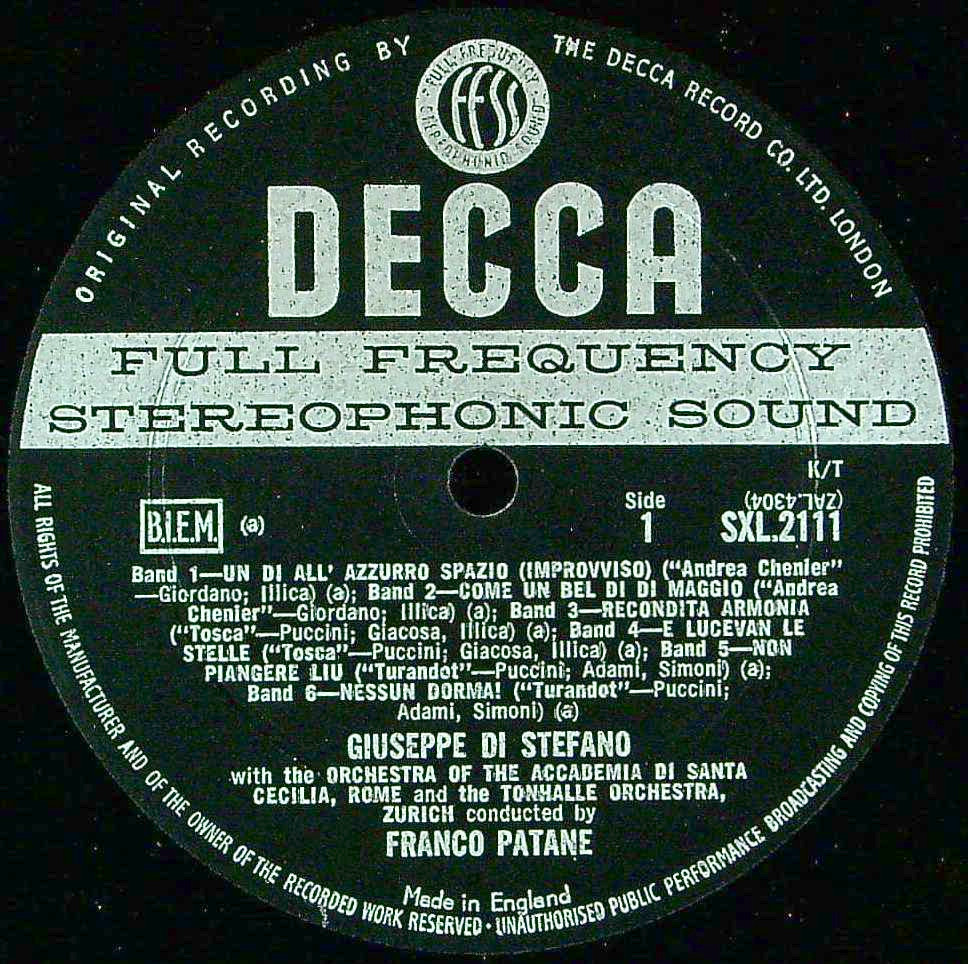 ORIGINAL RECORDING BY THE DECCA RECORD CO. LTD. LONDON
FULL FREQUENCY
ffss
STEREOPHONIC SOUND
DECCA
FULL FREQUENCY
STEREOPHONIC SOUND
K/T
B.I.E.M. (a)
Side
1
(ZAL.4304)
SXL.2111
Band 1—UN DI ALL' AZZURRO SPAZIO (IMPROVVISO) ("Andrea Chenier"
—Giordano; Illica) (a); Band 2—COME UN BEL DI DI MAGGIO ("Andrea
Chenier"—Giordano; Illica) (a); Band 3—RECONDITA ARMONIA
("Tosca"—Puccini; Giacosa, Illica) (a); Band 4—E LUCEVAN LE
STELLE ("Tosca"—Puccini; Giacosa, Illica) (a); Band 5—NON
PIANGERE LIU ("Turandot"—Puccini; Adami, Simoni) (a);
Band 6—NESSUN DORMA! ("Turandot"—Puccini;
Adami, Simoni) (a)
GIUSEPPE DI STEFANO
with the ORCHESTRA OF THE ACCADEMIA DI SANTA
CECILIA, ROME and the TONHALLE ORCHESTRA,
ZURICH conducted by
FRANCO PATANE
Made in England
ALL RIGHTS OF THE MANUFACTURER AND OF THE OWNER OF THE RECORDED WORK RESERVED · UNAUTHORISED PUBLIC PERFORMANCE BROADCASTING AND COPYING OF THIS RECORD PROHIBITED